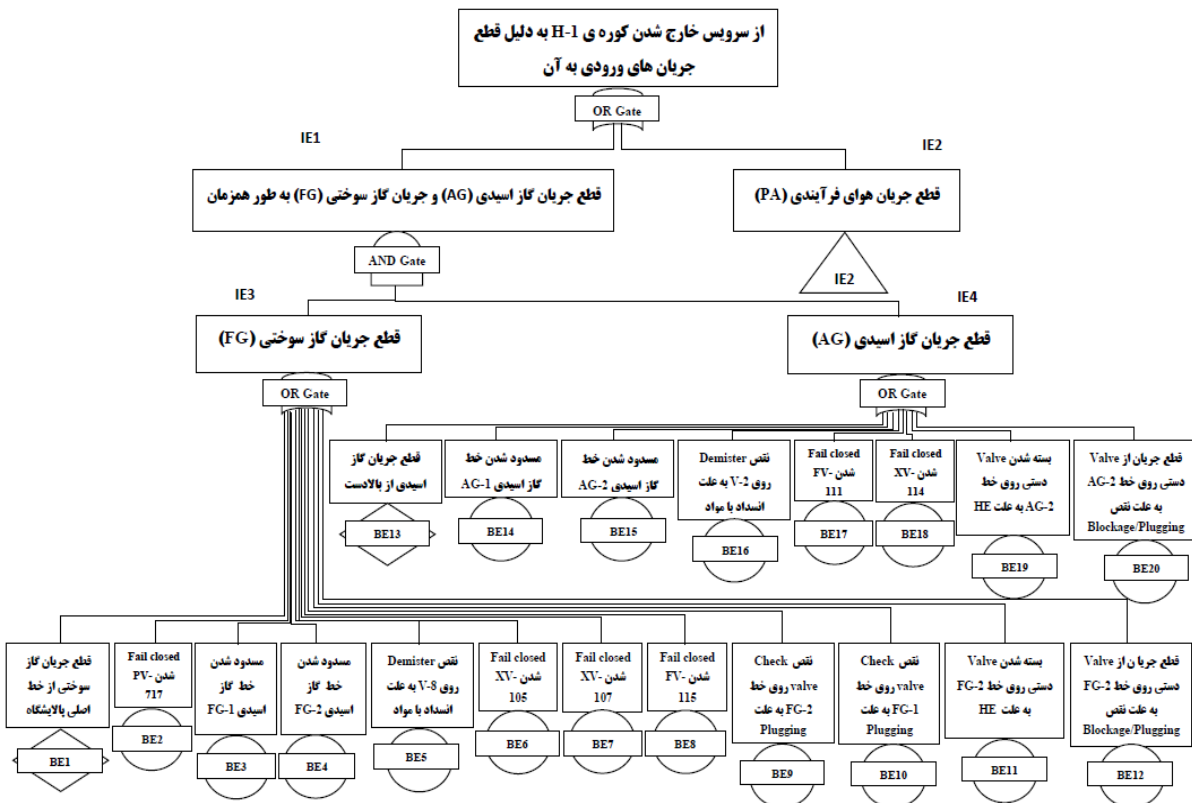 از سرویس خارج شدن کوره ی H-1 به دلیل قطع
جریان های ورودی به آن
OR Gate
IE1
IE2
قطع جریان گاز اسیدی (AG) و جریان گاز سوختی (FG) به طور همزمان
قطع جریان هوای فرآیندی (PA)
AND Gate
IE2
IE3
IE4
قطع جریان گاز سوختی (FG)
قطع جریان گاز اسیدی (AG)
OR Gate
OR Gate
قطع جریان گاز
اسیدی از بالادست
BE13
مسدود شدن خط
گاز اسیدی AG-1
BE14
مسدود شدن خط
گاز اسیدی AG-2
BE15
نقص Demister
روی V-2 به علت
انسداد با مواد
BE16
Fail closed
شدن FV-
111
BE17
Fail closed
شدن XV-
114
BE18
بسته شدن Valve
دستی روی خط
AG-2 به علت HE
BE19
قطع جریان از Valve
دستی روی خط AG-2
به علت نقص
Blockage/Plugging
BE20
قطع جریان گاز
سوختی از خط
اصلی پالایشگاه
BE1
Fail closed
شدن PV-
717
BE2
مسدود شدن
خط گاز
اسیدی FG-1
BE3
مسدود شدن
خط گاز
اسیدی FG-2
BE4
نقص Demister
روی V-8 به علت
انسداد با مواد
BE5
Fail closed
شدن XV-
105
BE6
Fail closed
شدن XV-
107
BE7
Fail closed
شدن FV-
115
BE8
نقص Check
valve روی خط
FG-2 به علت
Plugging
BE9
نقص Check
valve روی خط
FG-1 به علت
Plugging
BE10
بسته شدن Valve
دستی روی خط FG-2
به علت HE
BE11
قطع جریا ن از Valve
دستی روی خط FG-2
به علت نقص
Blockage/Plugging
BE12